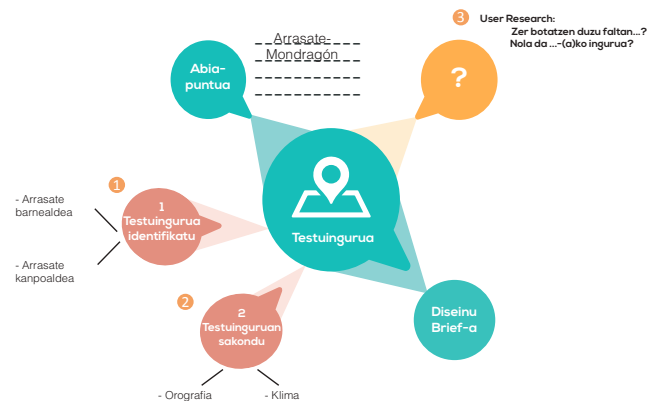 3
User Research:
Zer botatzen duzu faltan...?
Nola da ...-(a)ko ingurua?
Arrasate-
Mondragón
Abia-
puntua
?
1
- Arrasate
barnealdea
1
Testuingurua
identifikatu
Testuingurua
- Arrasate
kanpoaldea
2
2
Testuinguruan
sakondu
Diseinu
Brief-a
- Orografia
- Klima